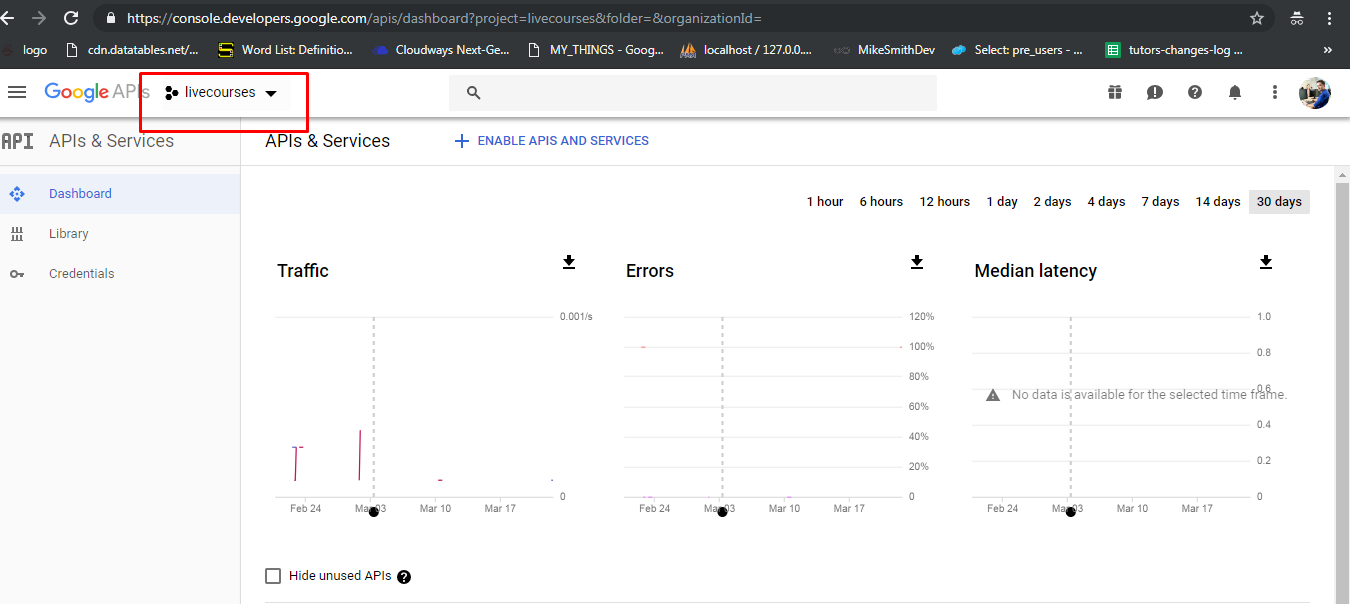 https://console.developers.google.com/apis/dashboard?project=livecourses&folder=&organizationId=
logo cdn.datatables.net/... Word List: Definitio... Cloudways Next-Ge... MY_THINGS - Goog... localhost / 127.0.0.... MikeSmithDev Select: pre_users - ... tutors-changes-log ... »
Google APIs livecourses
API APIs & Services
APIs & Services ENABLE APIS AND SERVICES
Dashboard
Library
Credentials
1 hour 6 hours 12 hours 1 day 2 days 4 days 7 days 14 days 30 days
Traffic
0.001/s
0
Feb 24 Mar 03 Mar 10 Mar 17
Errors
120%
100%
80%
60%
40%
20%
0
Feb 24 Mar 03 Mar 10 Mar 17
Median latency
1.0
0.8
0.6
No data is available for the selected time frame.
0.4
0.2
0
Feb 24 Mar 03 Mar 10 Mar 17
Hide unused APIs